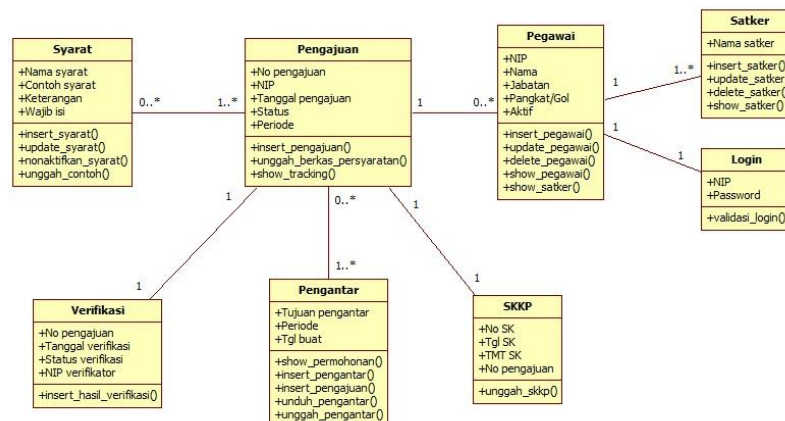 Syarat
+Nama syarat
+Contoh syarat
+Keterangan
+Wajib isi
+insert_syarat()
+update_syarat()
+nonaktifkan_syarat()
+unggah_contoh()
0..*
1..*
Pengajuan
+No pengajuan
+NIP
+Tanggal pengajuan
+Status
+Periode
+insert_pengajuan()
+unggah_berkas_persyaratan()
+show_tracking()
1
0..*
Pegawai
+NIP
+Nama
+Jabatan
+Pangkat/Gol
+Aktif
+insert_pegawai()
+update_pegawai()
+delete_pegawai()
+show_pegawai()
+show_satker()
1
1..*
Satker
+Nama satker
+insert_satker()
+update_satker
+delete_satker()
+show_satker()
1
1
Login
+NIP
+Password
+validasi_login()
1
1
Verifikasi
+No pengajuan
+Tanggal verifikasi
+Status verifikasi
+NIP verifikator
+insert_hasil_verifikasi()
0..*
1..*
Pengantar
+Tujuan pengantar
+Periode
+Tgl buat
+show_permohonan()
+insert_pengantar()
+insert_pengajuan()
+unduh_pengantar()
+unggah_pengantar()
1
1
SKKP
+No SK
+Tgl SK
+TMT SK
+No pengajuan
+unggah_skkp()